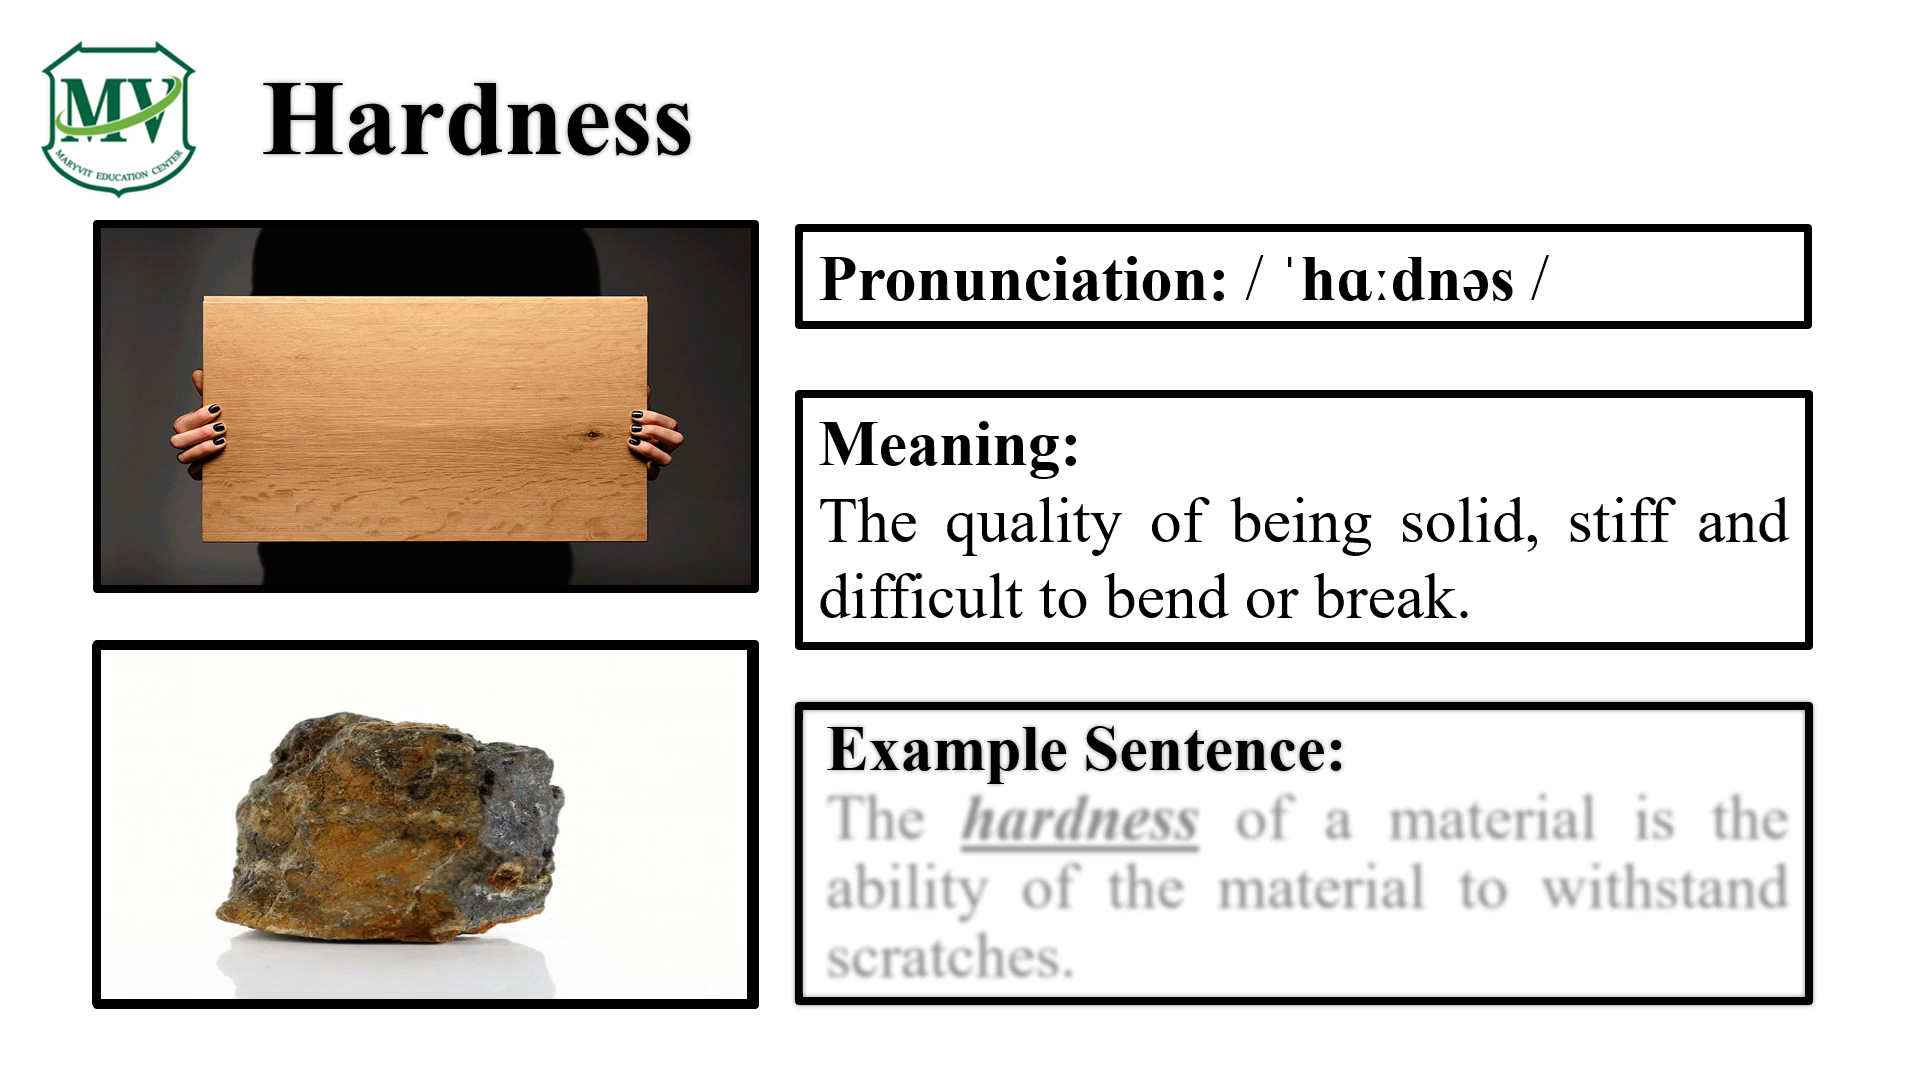 MV
MARYVIT EDUCATION CENTER
Hardness
Pronunciation: / ˈhɑːdnəs /
Meaning:
The quality of being solid, stiff and
difficult to bend or break.
Example Sentence:
The hardness of a material is the
ability of the material to withstand
scratches.